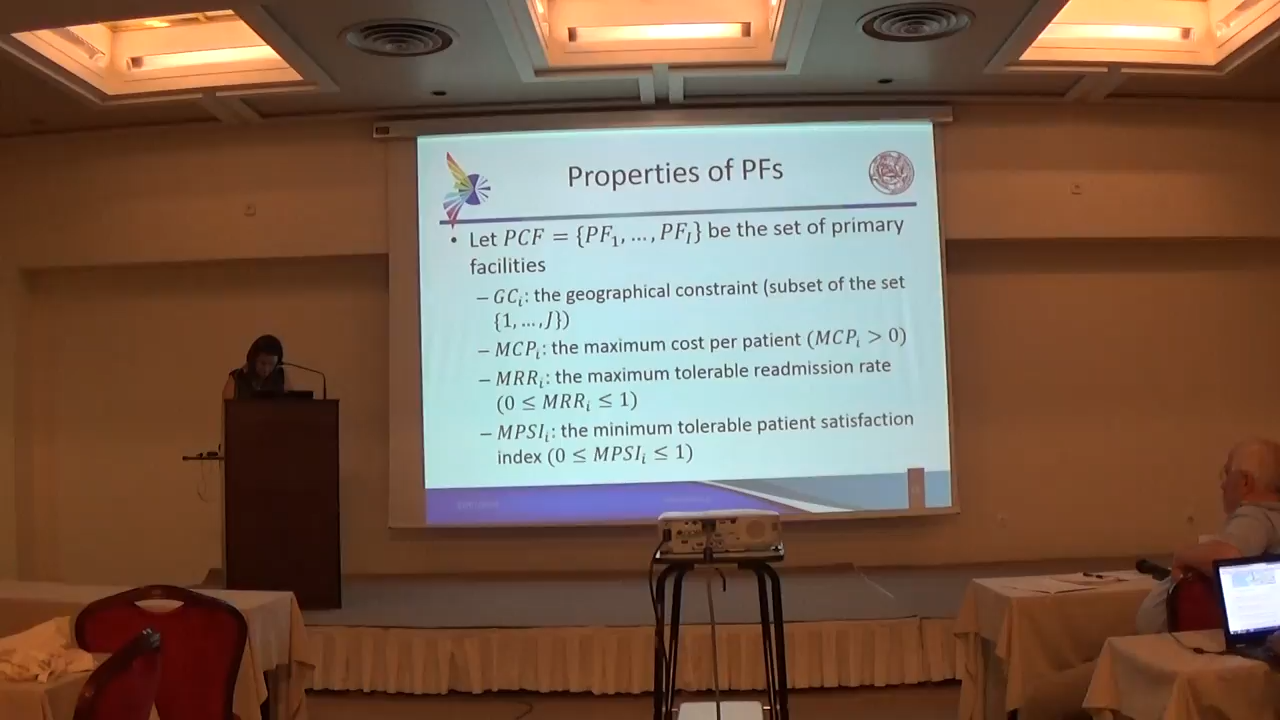 Properties of PFs
• Let PCF = {PF₁, ..., PF_I} be the set of primary
facilities
– GCᵢ: the geographical constraint (subset of the set
{1, ..., J})
– MCPᵢ: the maximum cost per patient (MCPᵢ > 0)
– MRRᵢ: the maximum tolerable readmission rate
(0 ≤ MRRᵢ ≤ 1)
– MPSIᵢ: the minimum tolerable patient satisfaction
index (0 ≤ MPSIᵢ ≤ 1)